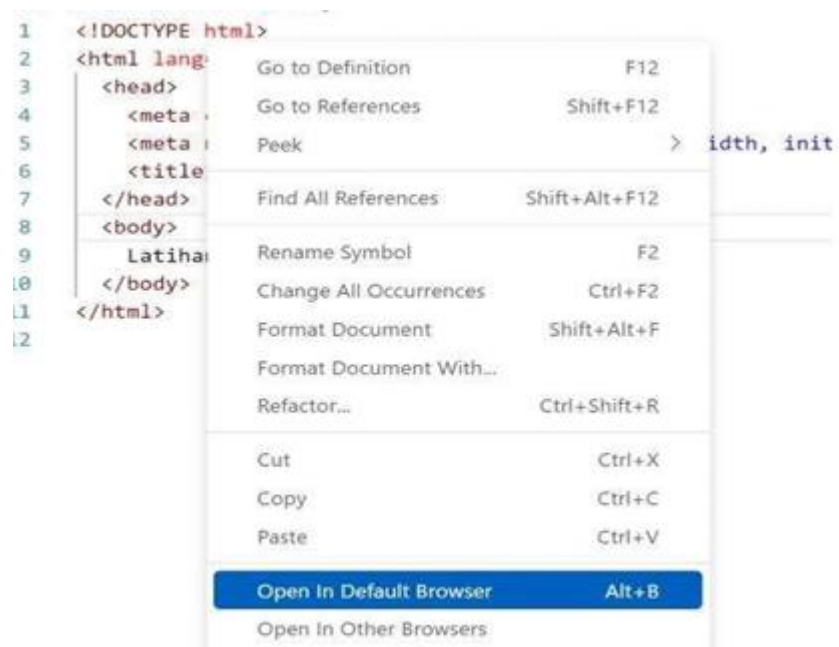 1 <!DOCTYPE html>
2 <html lang
3 <head>
4 <meta
5 <meta idth, init
6 <title
7 </head>
8 <body>
9 Latiha
10 </body>
11 </html>
12
Go to Definition F12
Go to References Shift+F12
Peek >
Find All References Shift+Alt+F12
Rename Symbol F2
Change All Occurrences Ctrl+F2
Format Document Shift+Alt+F
Format Document With...
Refactor... Ctrl+Shift+R
Cut Ctrl+X
Copy Ctrl+C
Paste Ctrl+V
Open In Default Browser Alt+B
Open In Other Browsers